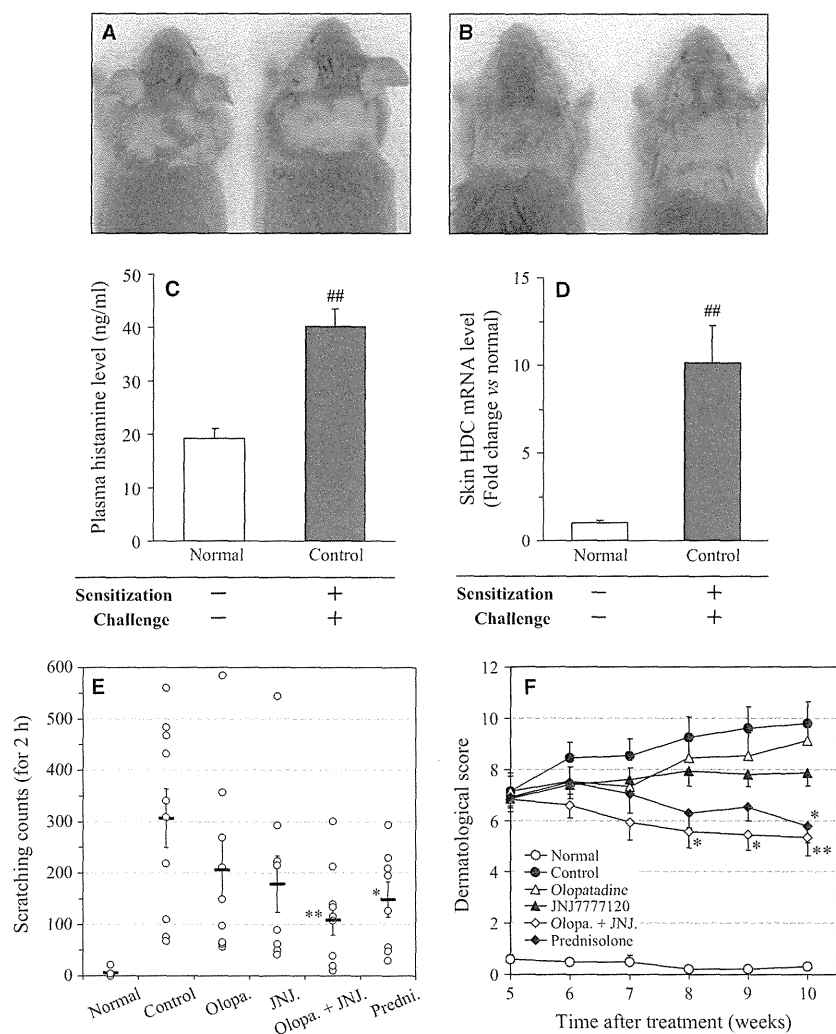 A
B
C
Plasma histamine level (ng/ml)
50
40
30
20
10
0
##
Normal
Control
Sensitization − +
Challenge − +
D
Skin HDC mRNA level
(Fold change vs normal)
15
10
5
0
##
Normal
Control
Sensitization − +
Challenge − +
E
Scratching counts (for 2 h)
600
500
400
300
200
100
0
**
*
Normal
Control
Olopa.
JNJ.
Olopa. + JNJ.
Predni.
F
Dermatological score
12
10
8
6
4
2
0
*
*
*
**
Normal
Control
Olopatadine
JNJ7777120
Olopa. + JNJ.
Prednisolone
5 6 7 8 9 10
Time after treatment (weeks)